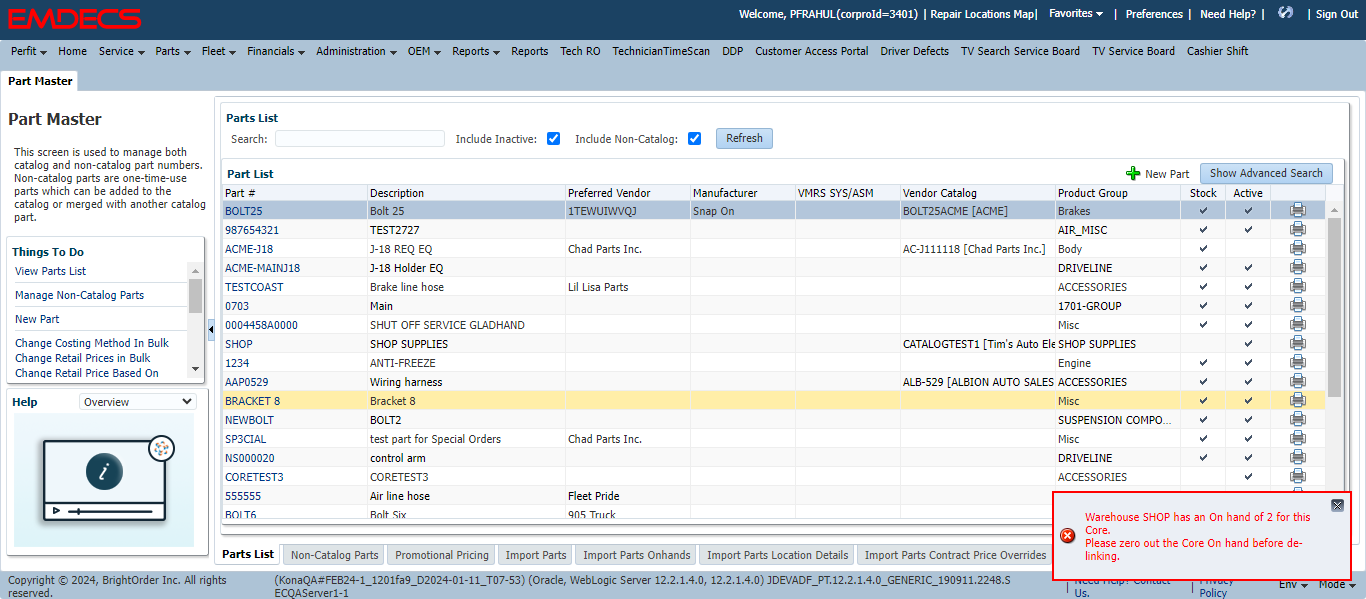 EMDECS
Welcome, PFRAHUL(corproId=3401) | Repair Locations Map| Favorites | Preferences | Need Help? | | Sign Out
Perfit Home Service Parts Fleet Financials Administration OEM Reports Reports Tech RO TechnicianTimeScan DDP Customer Access Portal Driver Defects TV Search Service Board TV Service Board Cashier Shift
Part Master
Part Master
This screen is used to manage both
catalog and non-catalog part numbers.
Non-catalog parts are one-time-use
parts which can be added to the
catalog or merged with another catalog
part.
Things To Do
View Parts List
Manage Non-Catalog Parts
New Part
Change Costing Method In Bulk
Change Retail Prices in Bulk
Change Retail Price Based On
Help Overview
i
Parts List
Search: Include Inactive: Include Non-Catalog: Refresh
Part List New Part Show Advanced Search
Part # Description Preferred Vendor Manufacturer VMRS SYS/ASM Vendor Catalog Product Group Stock Active
BOLT25 Bolt 25 1TEWUIWVQJ Snap On BOLT25ACME [ACME] Brakes
987654321 TEST2727 AIR_MISC
ACME-J18 J-18 REQ EQ Chad Parts Inc. AC-J111118 [Chad Parts Inc.] Body
ACME-MAINJ18 J-18 Holder EQ DRIVELINE
TESTCOAST Brake line hose Lil Lisa Parts ACCESSORIES
0703 Main 1701-GROUP
0004458A0000 SHUT OFF SERVICE GLADHAND Misc
SHOP SHOP SUPPLIES CATALOGTEST1 [Tim's Auto Ele SHOP SUPPLIES
1234 ANTI-FREEZE Engine
AAP0529 Wiring harness ALB-529 [ALBION AUTO SALES ACCESSORIES
BRACKET 8 Bracket 8 Misc
NEWBOLT BOLT2 SUSPENSION COMPO...
SP3CIAL test part for Special Orders Chad Parts Inc. Misc
NS000020 control arm DRIVELINE
CORETEST3 CORETEST3 ACCESSORIES
555555 Air line hose Fleet Pride
BOLT6 Bolt Six 905 Truck
Warehouse SHOP has an On hand of 2 for this
Core.
Please zero out the Core On hand before de-
linking.
Parts List Non-Catalog Parts Promotional Pricing Import Parts Import Parts Onhands Import Parts Location Details Import Parts Contract Price Overrides
Copyright © 2024, BrightOrder Inc. All rights
reserved.
(KonaQA#FEB24-1_1201fa9_D2024-01-11_T07-53) (Oracle, WebLogic Server 12.2.1.4.0, 12.2.1.4.0) JDEVADF_PT.12.2.1.4.0_GENERIC_190911.2248.S
ECQAServer1-1
| Need Help? Contact
Us.
| Privacy
Policy
Env Mode